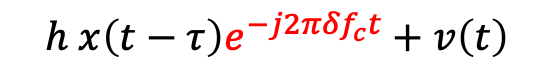 h x(t − τ)e^{−j2πδf_c t} + v(t)